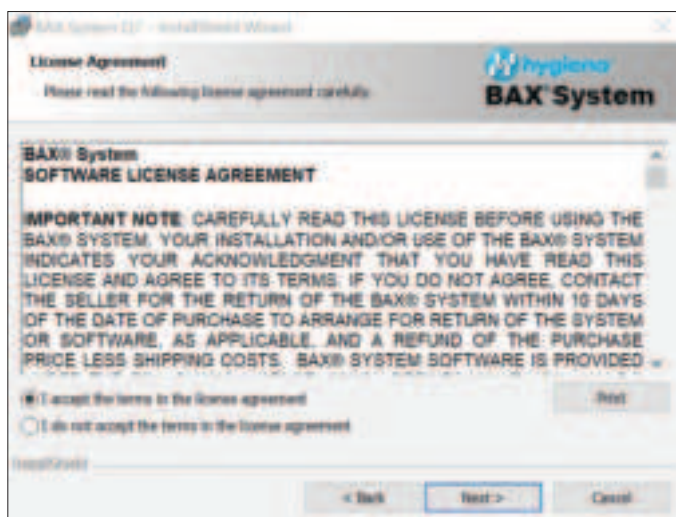 BAX System Q7 - InstallShield Wizard
License Agreement
Please read the following license agreement carefully.
hygiena
BAX® System
BAX® System
SOFTWARE LICENSE AGREEMENT
IMPORTANT NOTE: CAREFULLY READ THIS LICENSE BEFORE USING THE
BAX® SYSTEM. YOUR INSTALLATION AND/OR USE OF THE BAX® SYSTEM
INDICATES YOUR ACKNOWLEDGMENT THAT YOU HAVE READ THIS
LICENSE AND AGREE TO ITS TERMS. IF YOU DO NOT AGREE, CONTACT
THE SELLER FOR THE RETURN OF THE BAX® SYSTEM WITHIN 10 DAYS
OF THE DATE OF PURCHASE TO ARRANGE FOR RETURN OF THE SYSTEM
OR SOFTWARE, AS APPLICABLE, AND A REFUND OF THE PURCHASE
PRICE LESS SHIPPING COSTS. BAX® SYSTEM SOFTWARE IS PROVIDED
I accept the terms in the license agreement
Print
I do not accept the terms in the license agreement
InstallShield
< Back
Next >
Cancel